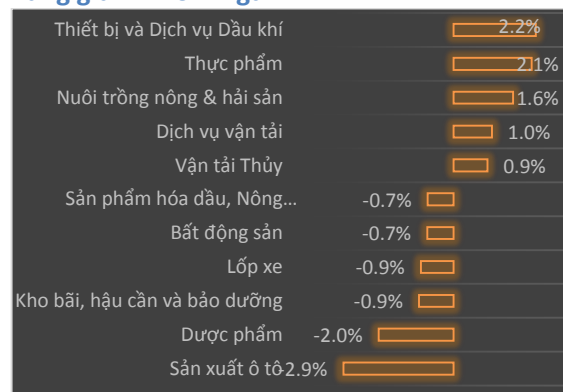 Thiết bị và Dịch vụ Dầu khí 2.2%
Thực phẩm 2.1%
Nuôi trồng nông & hải sản 1.6%
Dịch vụ vận tải 1.0%
Vận tải Thủy 0.9%
Sản phẩm hóa dầu, Nông... -0.7%
Bất động sản -0.7%
Lốp xe -0.9%
Kho bãi, hậu cần và bảo dưỡng -0.9%
Dược phẩm -2.0%
Sản xuất ô tô -2.9%